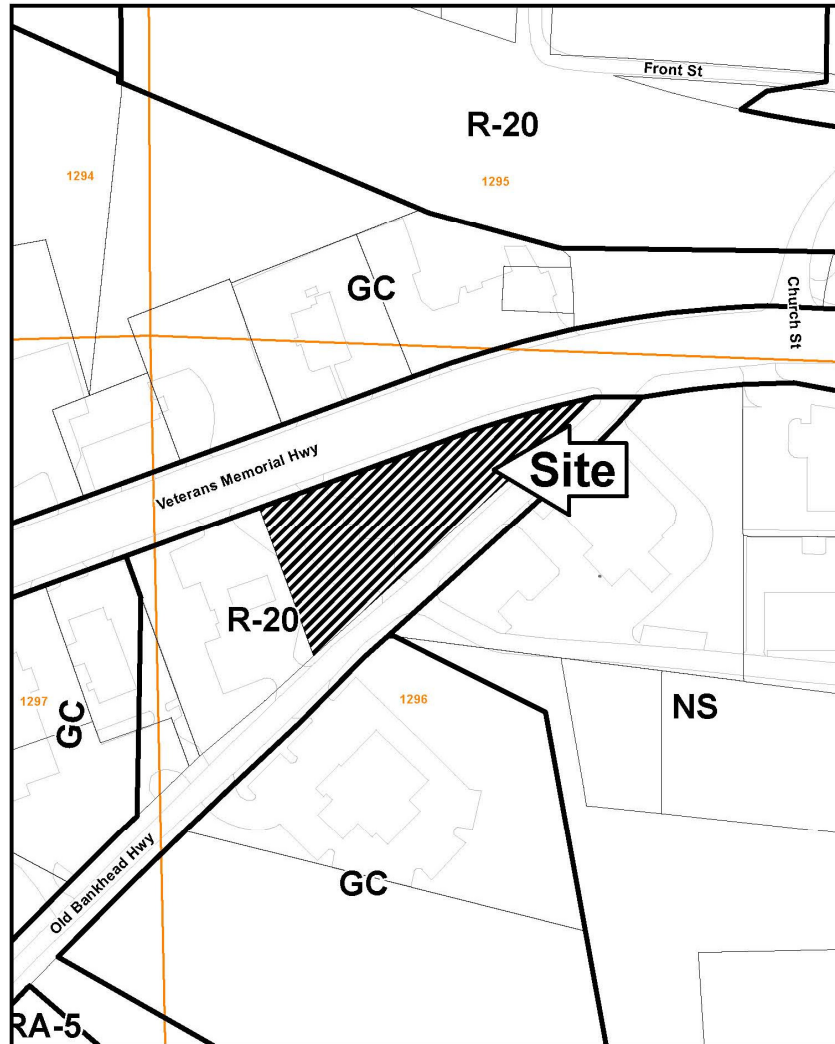 Front St
R-20
1294
1295
GC
Church St
Site
Veterans Memorial Hwy
R-20
1297
1296
GC
NS
Old Bankhead Hwy
GC
RA-5